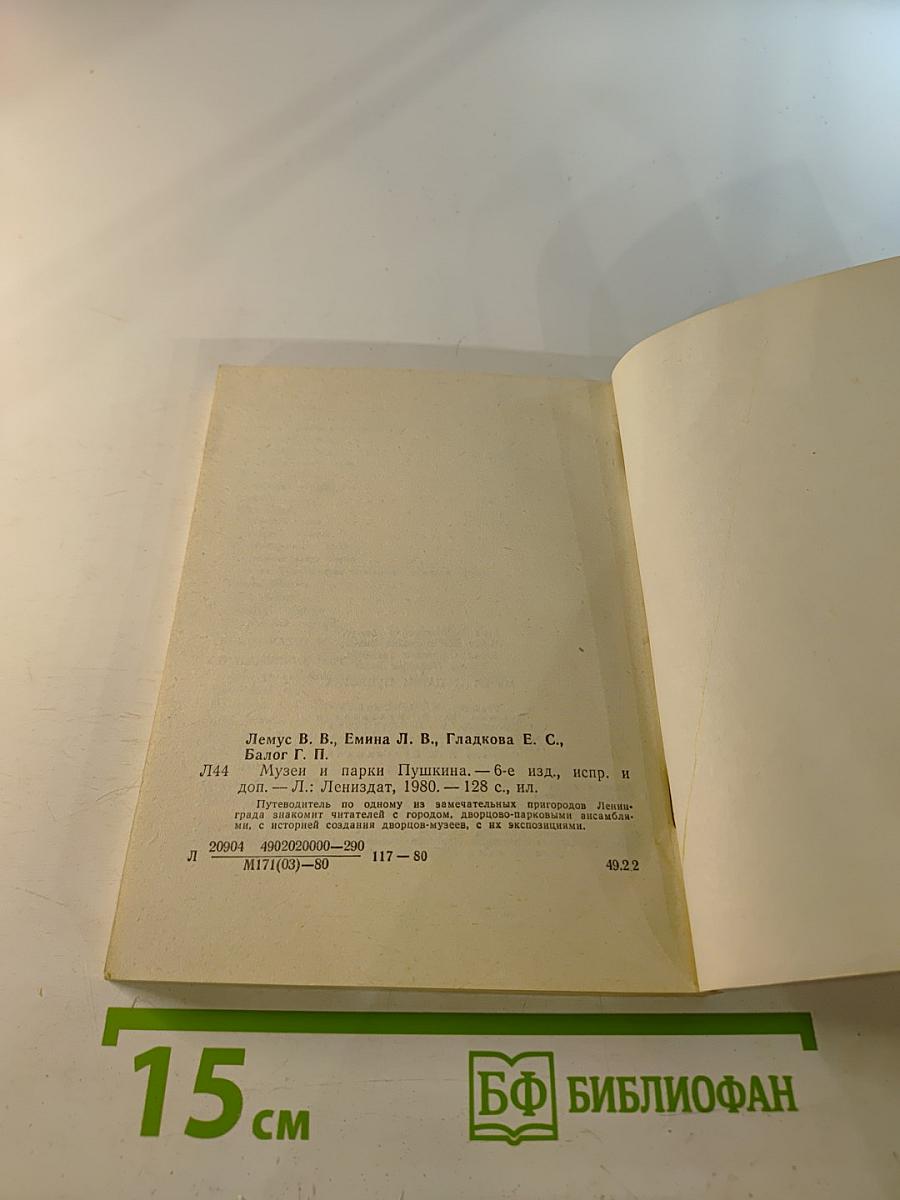 Лемус В. В., Емина Л. В., Гладкова Е. С.,
Балог Г. П.
Л44 Музеи и парки Пушкина. — 6-е изд., испр. и
доп. — Л.: Лениздат, 1980. — 128 с., ил.
Путеводитель по одному из замечательных пригородов Ленин-
града знакомит читателей с городом, дворцово-парковыми ансамбля-
ми, с историей создания дворцов-музеев, с их экспозициями.
Л 20904 4902020000—290 117—80
М171(03)—80 49.2.2
15 см
БФ БИБЛИОФАН